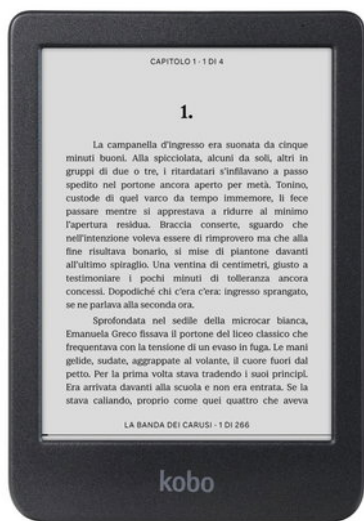 CAPITOLO 1 - 1 DI 4
1.
La campanella d'ingresso era suonata da cinque
minuti buoni. Alla spicciolata, alcuni da soli, altri in
gruppi di due o tre, i ritardatari s'infilavano a passo
spedito nel portone ancora aperto per metà. Tonino,
custode di quel varco da tempo immemore, li fece
passare mentre si apprestava a ridurre al minimo
l'apertura residua. Braccia conserte, sguardo che
nell'intenzione voleva essere di rimprovero ma che alla
fine risultava bonario, si mise di piantone davanti
all'ultimo spiraglio. Una ventina di centimetri, giusto a
testimoniare i pochi minuti di tolleranza ancora
concessi. Dopodiché chi c'era c'era: ingresso sprangato,
se ne parlava alla seconda ora.
Sprofondata nel sedile della microcar bianca,
Emanuela Greco fissava il portone del liceo classico che
frequentava con la tensione di un evaso in fuga. Le mani
gelide, sudate, aggrappate al volante, il cuore fuori dal
petto. Per la prima volta stava tradendo i suoi principi.
Era arrivata davanti alla scuola e non era entrata. Se la
stava caliando, proprio come quei quattro che aveva
LA BANDA DEI CARUSI - 1 DI 266
kobo